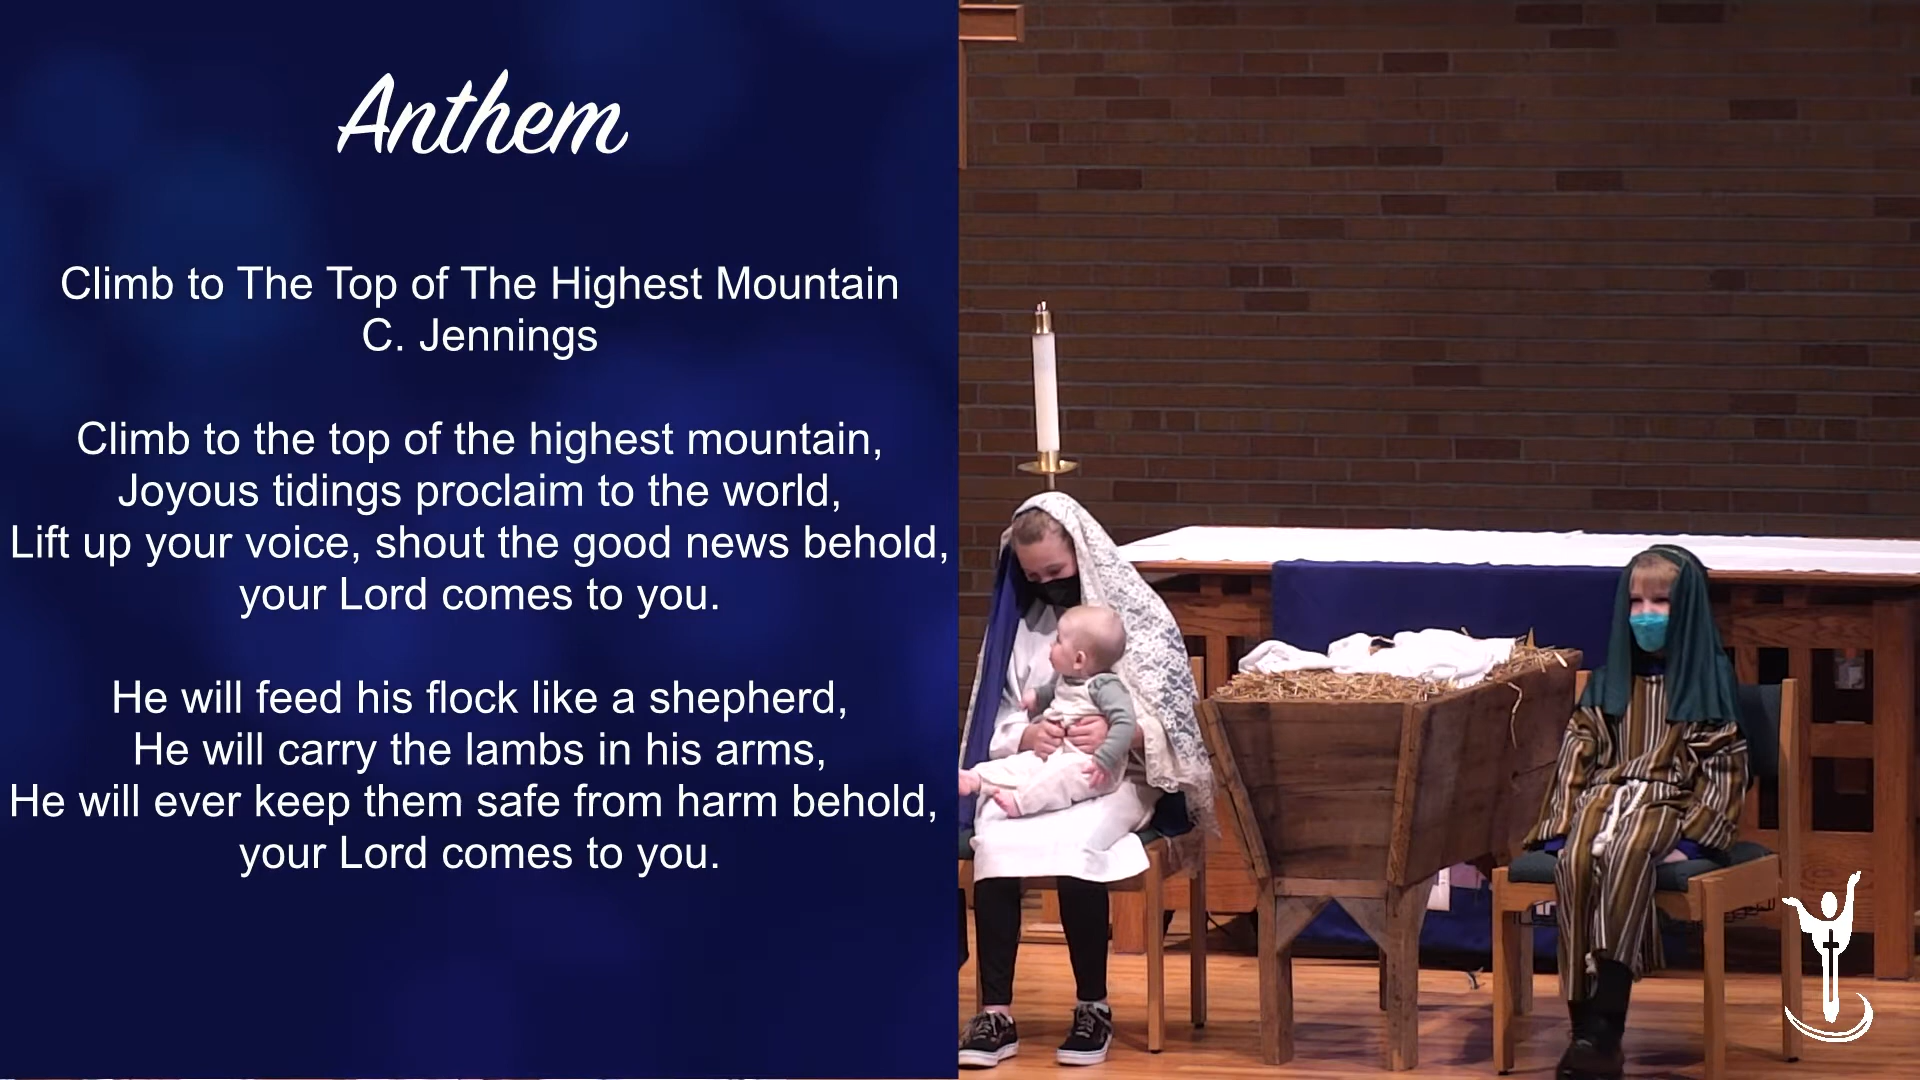 Anthem
Climb to The Top of The Highest Mountain
C. Jennings
Climb to the top of the highest mountain,
Joyous tidings proclaim to the world,
Lift up your voice, shout the good news behold,
your Lord comes to you.
He will feed his flock like a shepherd,
He will carry the lambs in his arms,
He will ever keep them safe from harm behold,
your Lord comes to you.